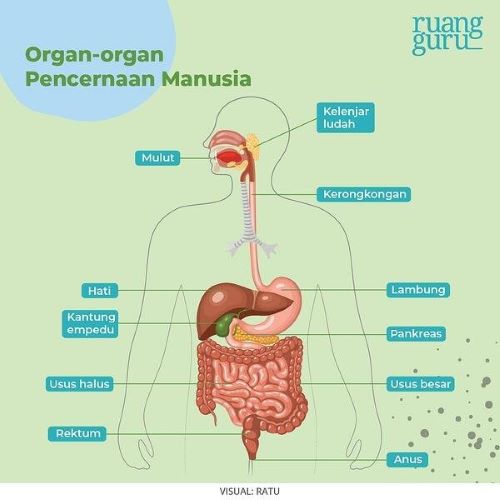 ruang
guru
Organ-organ
Pencernaan Manusia
Kelenjar
ludah
Mulut
Kerongkongan
Hati
Lambung
Kantung
empedu
Pankreas
Usus halus
Usus besar
Rektum
Anus
VISUAL: RATU